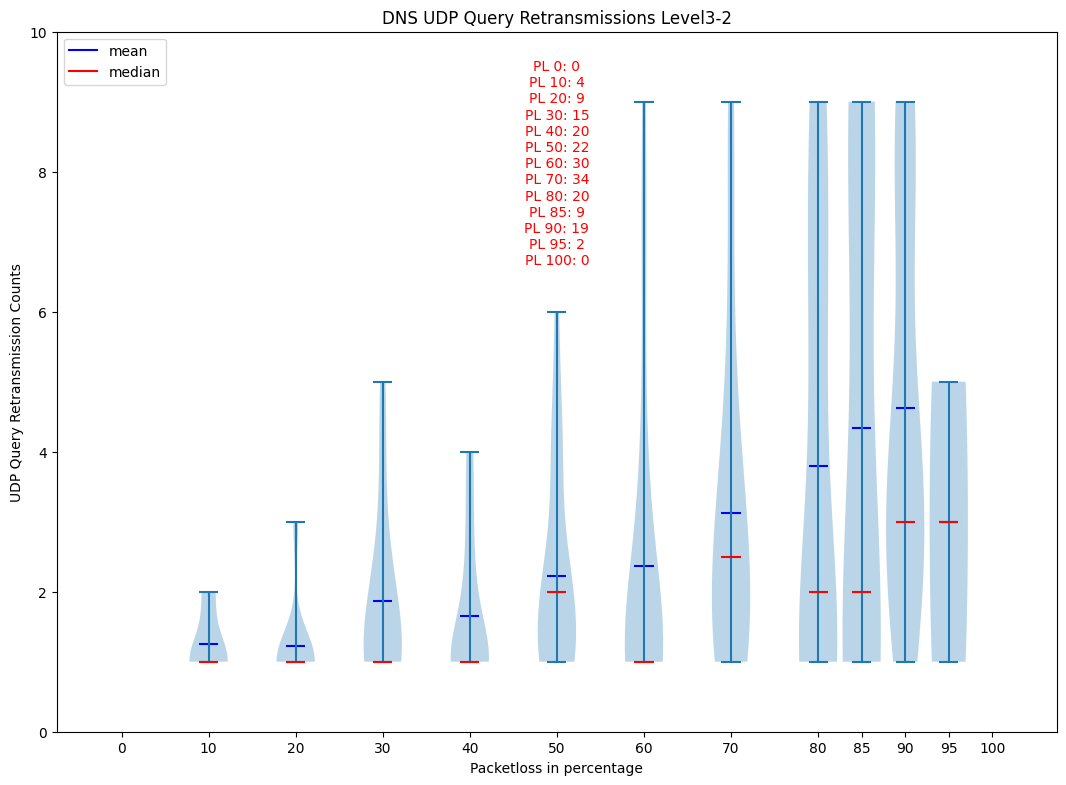 DNS UDP Query Retransmissions Level3-2
mean
median
PL 0: 0
PL 10: 4
PL 20: 9
PL 30: 15
PL 40: 20
PL 50: 22
PL 60: 30
PL 70: 34
PL 80: 20
PL 85: 9
PL 90: 19
PL 95: 2
PL 100: 0
UDP Query Retransmission Counts
10
8
6
4
2
0
0 10 20 30 40 50 60 70 80 85 90 95 100
Packetloss in percentage